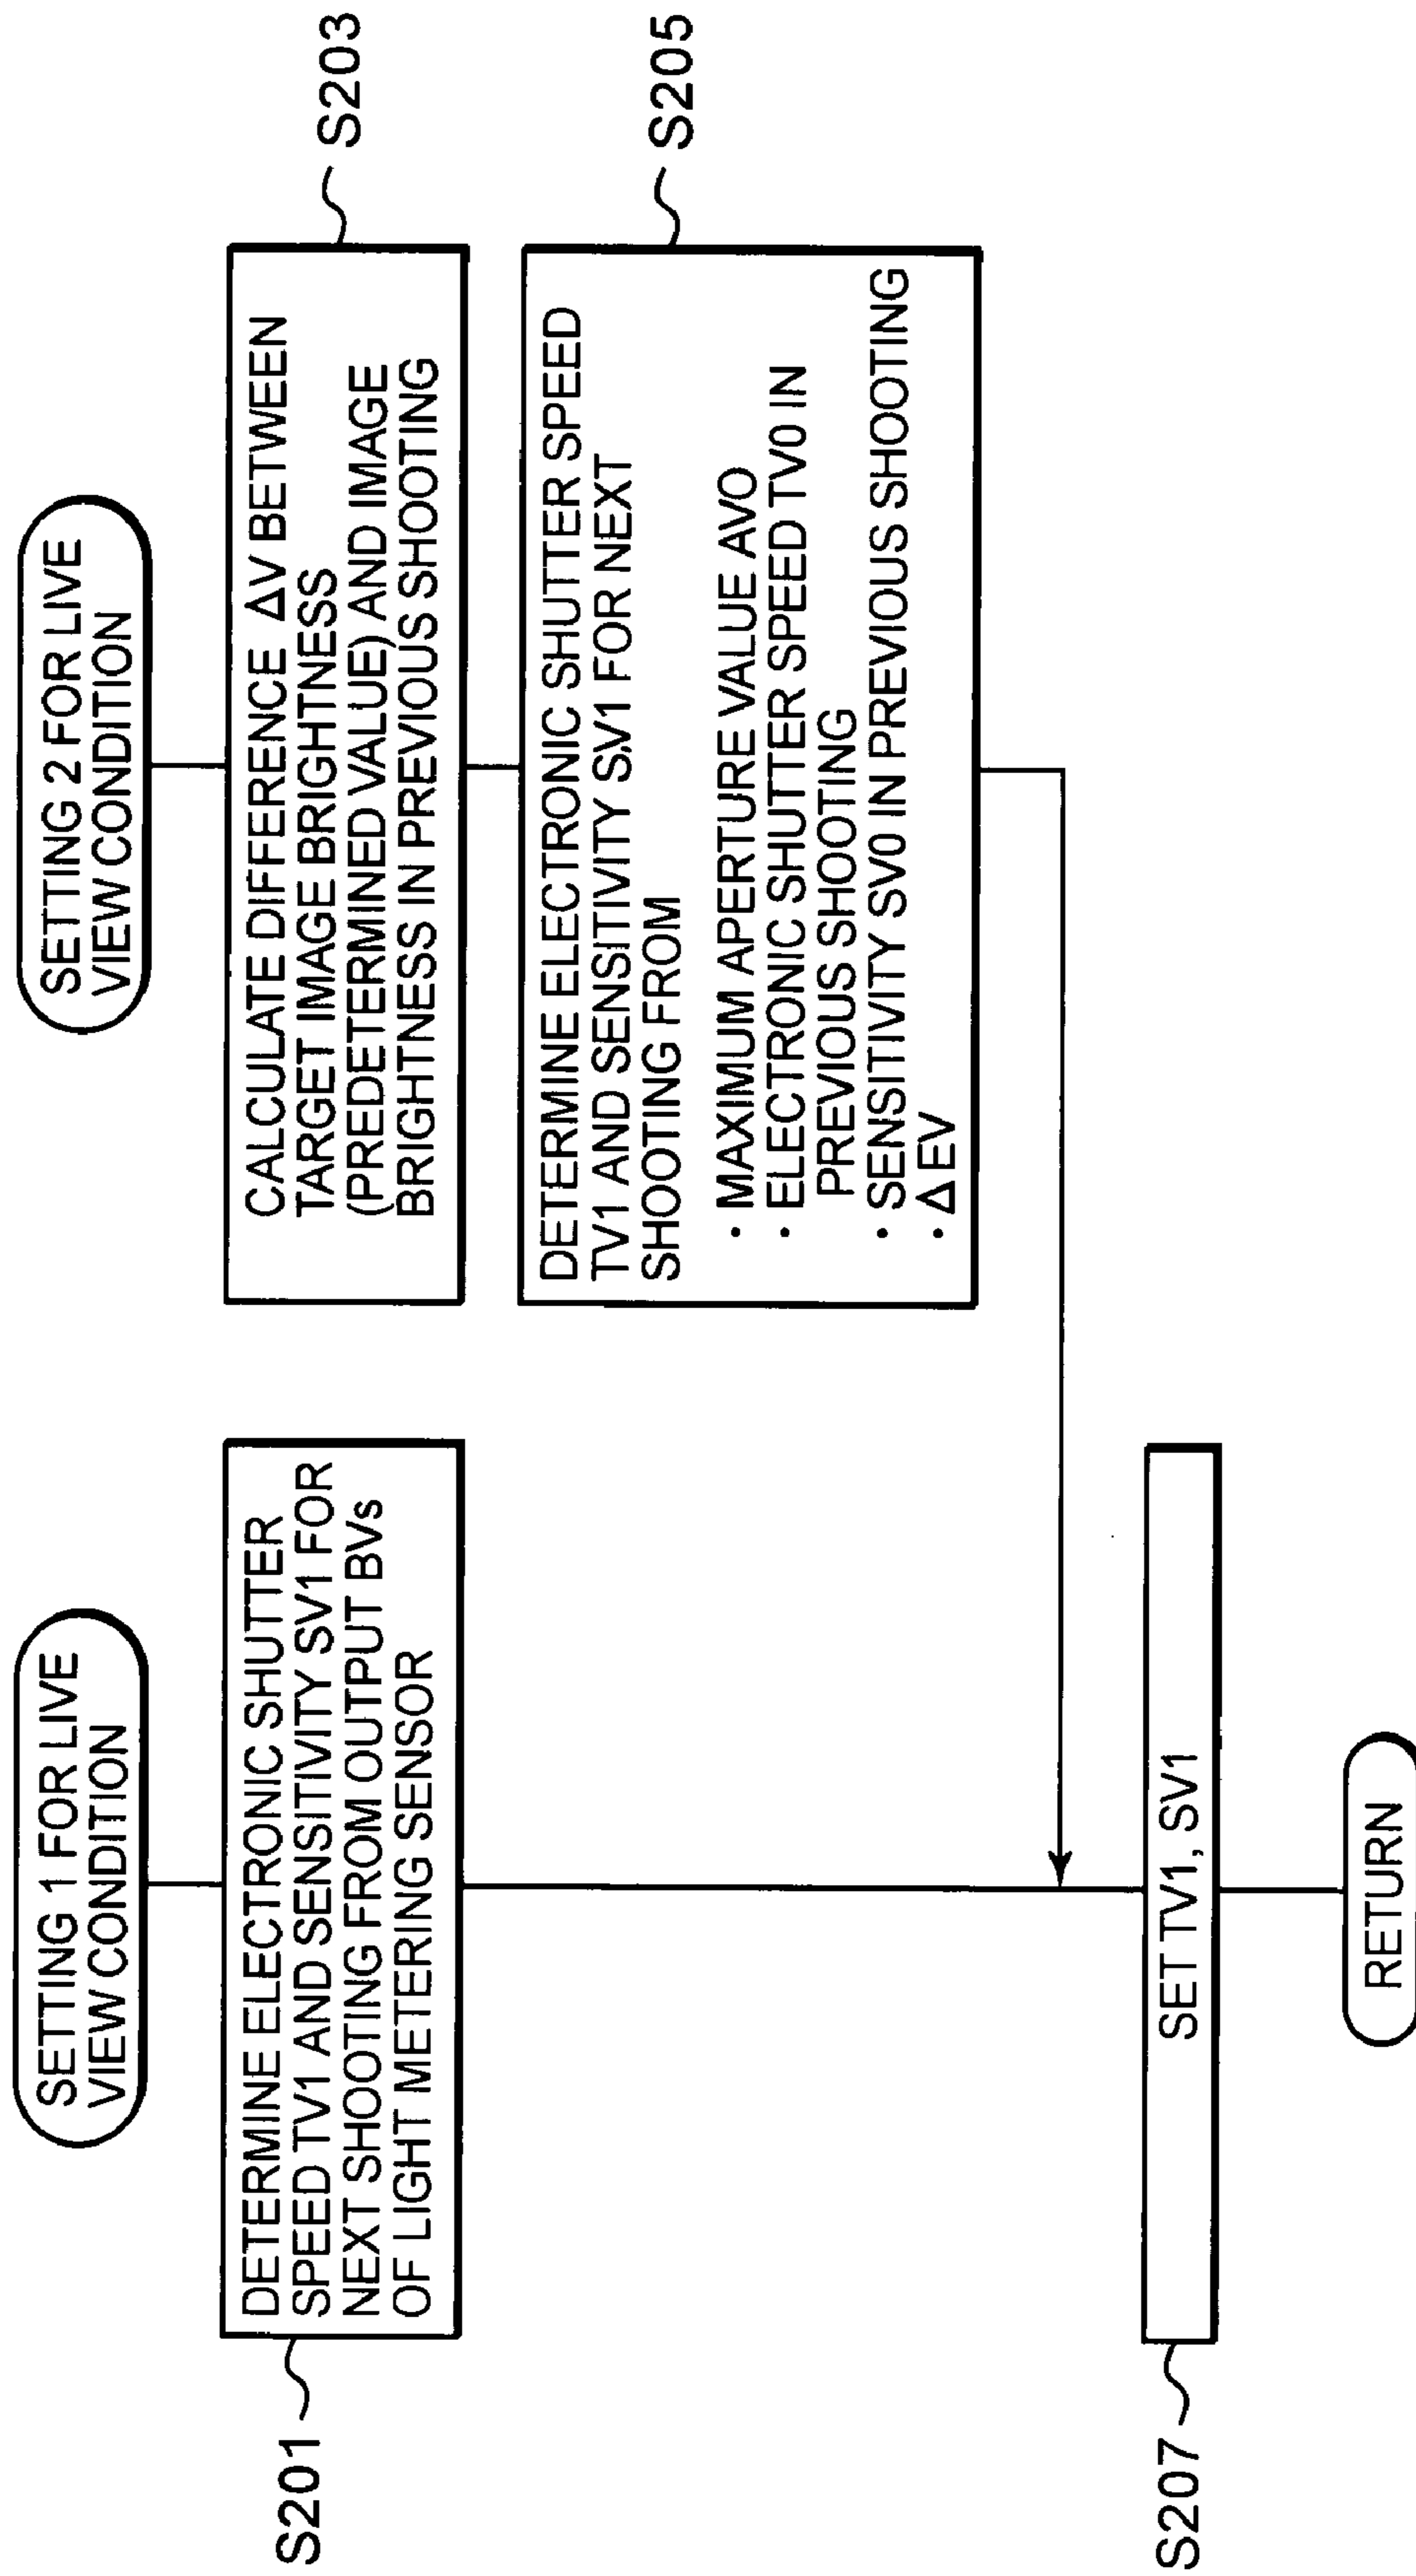 SETTING 1 FOR LIVE
VIEW CONDITION
S201
DETERMINE ELECTRONIC SHUTTER
SPEED TV1 AND SENSITIVITY SV1 FOR
NEXT SHOOTING FROM OUTPUT BVs
OF LIGHT METERING SENSOR
SETTING 2 FOR LIVE
VIEW CONDITION
CALCULATE DIFFERENCE ΔV BETWEEN
TARGET IMAGE BRIGHTNESS
(PREDETERMINED VALUE) AND IMAGE
BRIGHTNESS IN PREVIOUS SHOOTING
S203
DETERMINE ELECTRONIC SHUTTER SPEED
TV1 AND SENSITIVITY SV1 FOR NEXT
SHOOTING FROM
· MAXIMUM APERTURE VALUE AVO
· ELECTRONIC SHUTTER SPEED TV0 IN
PREVIOUS SHOOTING
· SENSITIVITY SV0 IN PREVIOUS SHOOTING
· Δ EV
S205
S207
SET TV1, SV1
RETURN